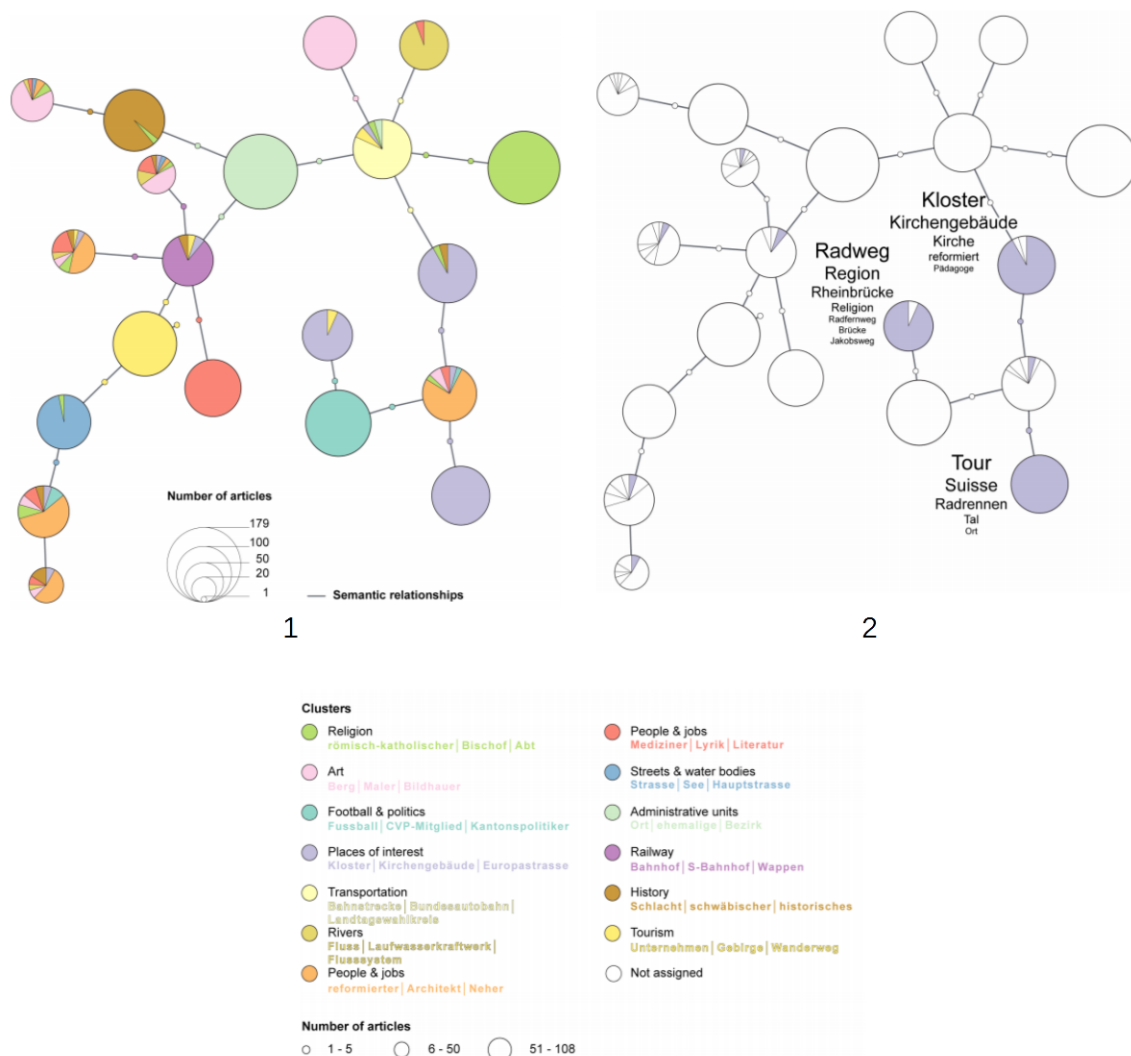 Number of articles
179
100
50
20
1
Semantic relationships
1
Kloster
Kirchengebäude
Kirche
reformiert
Pädagoge
Radweg
Region
Rheinbrücke
Religion
Radfernweg
Brücke
Jakobsweg
Tour
Suisse
Radrennen
Tal
Ort
2
Clusters
Religion
römisch-katholischer|Bischof|Abt
Art
Berg|Maler|Bildhauer
Football & politics
Fussball|CVP-Mitglied|Kantonspolitiker
Places of interest
Kloster|Kirchengebäude|Europastrasse
Transportation
Bahnstrecke|Bundesautobahn|
Landtagswahlkreis
Rivers
Fluss|Laufwasserkraftwerk|
Flusssystem
People & jobs
reformierter|Architekt|Neher
People & jobs
Mediziner|Lyrik|Literatur
Streets & water bodies
Strasse|See|Hauptstrasse
Administrative units
Ort|ehemalige|Bezirk
Railway
Bahnhof|S-Bahnhof|Wappen
History
Schlacht|schwäbischer|historisches
Tourism
Unternehmen|Gebirge|Wanderweg
Not assigned
Number of articles
1 - 5
6 - 50
51 - 108